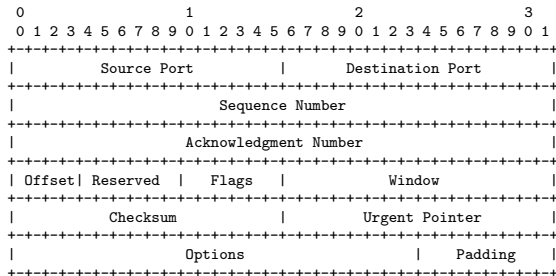 0                   1                   2                   3
 0 1 2 3 4 5 6 7 8 9 0 1 2 3 4 5 6 7 8 9 0 1 2 3 4 5 6 7 8 9 0 1
+-+-+-+-+-+-+-+-+-+-+-+-+-+-+-+-+-+-+-+-+-+-+-+-+-+-+-+-+-+-+-+-+
|          Source Port          |       Destination Port        |
+-+-+-+-+-+-+-+-+-+-+-+-+-+-+-+-+-+-+-+-+-+-+-+-+-+-+-+-+-+-+-+-+
|                        Sequence Number                        |
+-+-+-+-+-+-+-+-+-+-+-+-+-+-+-+-+-+-+-+-+-+-+-+-+-+-+-+-+-+-+-+-+
|                    Acknowledgment Number                      |
+-+-+-+-+-+-+-+-+-+-+-+-+-+-+-+-+-+-+-+-+-+-+-+-+-+-+-+-+-+-+-+-+
| Offset| Reserved  |   Flags   |            Window             |
+-+-+-+-+-+-+-+-+-+-+-+-+-+-+-+-+-+-+-+-+-+-+-+-+-+-+-+-+-+-+-+-+
|           Checksum            |         Urgent Pointer        |
+-+-+-+-+-+-+-+-+-+-+-+-+-+-+-+-+-+-+-+-+-+-+-+-+-+-+-+-+-+-+-+-+
|                    Options                    |    Padding    |
+-+-+-+-+-+-+-+-+-+-+-+-+-+-+-+-+-+-+-+-+-+-+-+-+-+-+-+-+-+-+-+-+